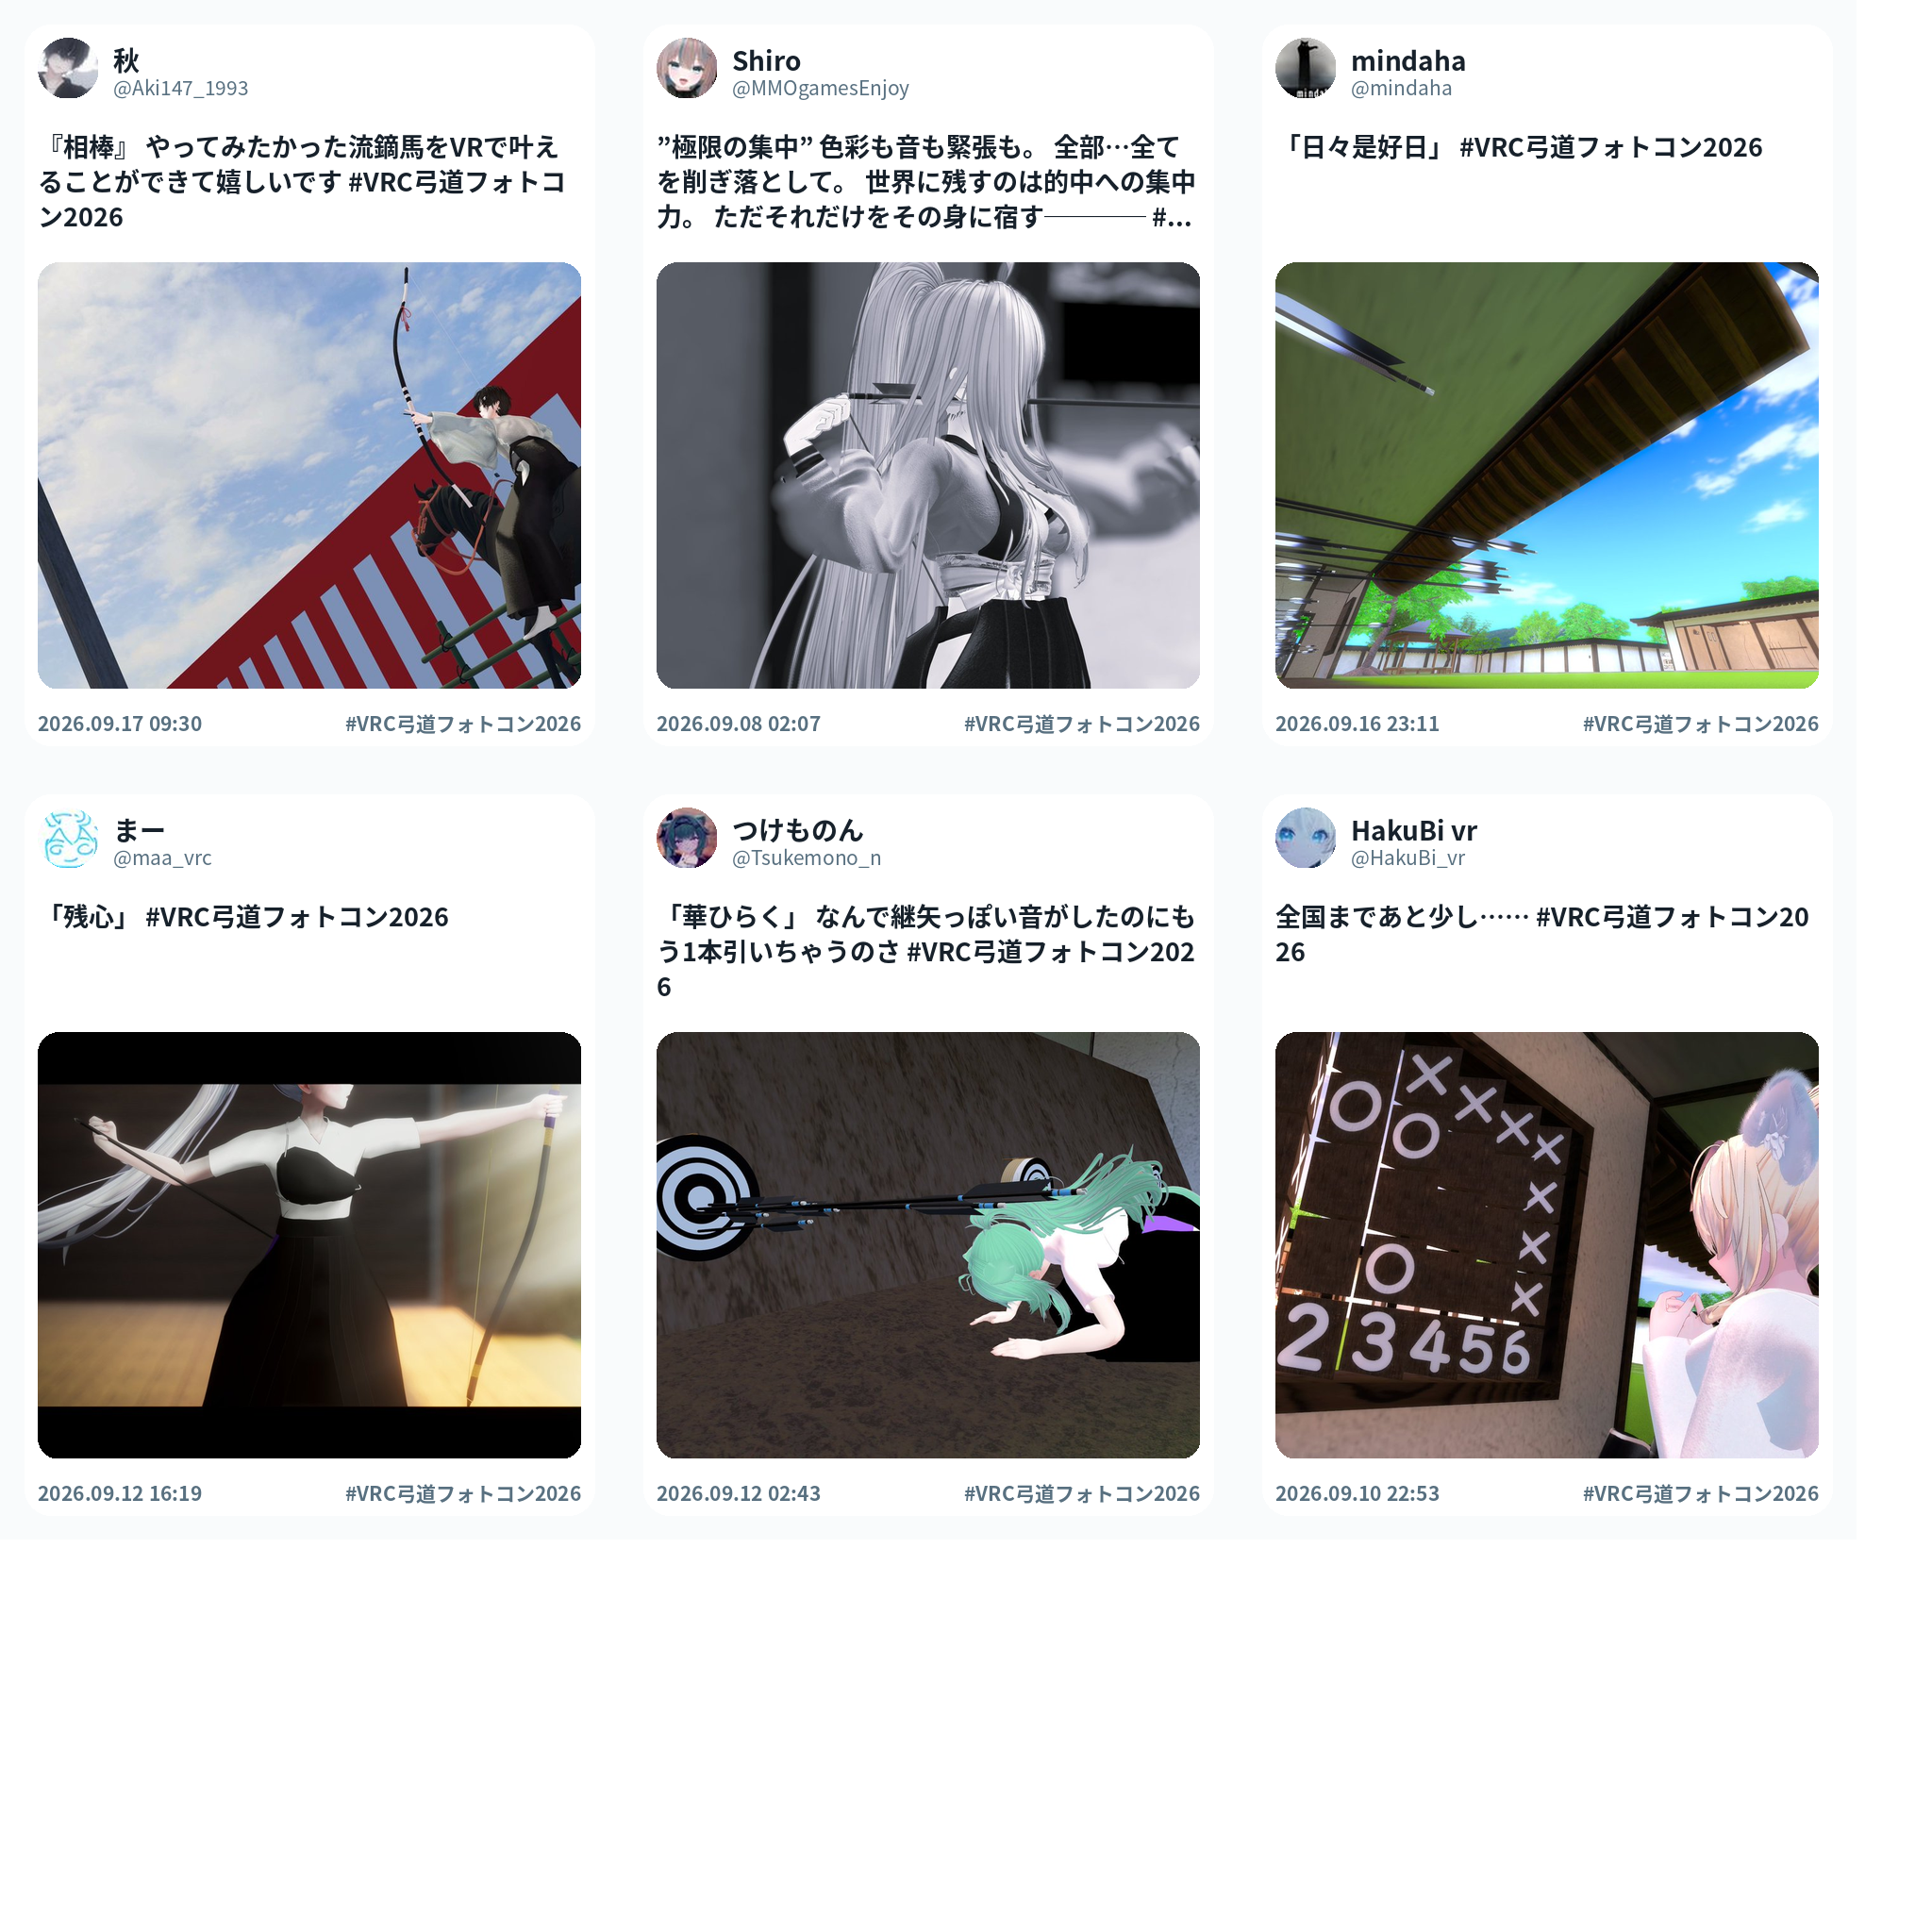 秋
@Aki147_1993
『相棒』 やってみたかった流鏑馬をVRで叶え
ることができて嬉しいです #VRC弓道フォトコ
ン2026
2026.09.17 09:30
#VRC弓道フォトコン2026
Shiro
@MMOgamesEnjoy
”極限の集中” 色彩も音も緊張も。 全部…全て
を削ぎ落として。 世界に残すのは的中への集中
力。 ただそれだけをその身に宿す――――― #...
2026.09.08 02:07
#VRC弓道フォトコン2026
mindaha
@mindaha
「日々是好日」 #VRC弓道フォトコン2026
2026.09.16 23:11
#VRC弓道フォトコン2026
まー
@maa_vrc
「残心」 #VRC弓道フォトコン2026
2026.09.12 16:19
#VRC弓道フォトコン2026
つけものん
@Tsukemono_n
「華ひらく」 なんで継矢っぽい音がしたのにも
う1本引いちゃうのさ #VRC弓道フォトコン202
6
2026.09.12 02:43
#VRC弓道フォトコン2026
HakuBi vr
@HakuBi_vr
全国まであと少し…… #VRC弓道フォトコン20
26
2 3 4 5 6
2026.09.10 22:53
#VRC弓道フォトコン2026